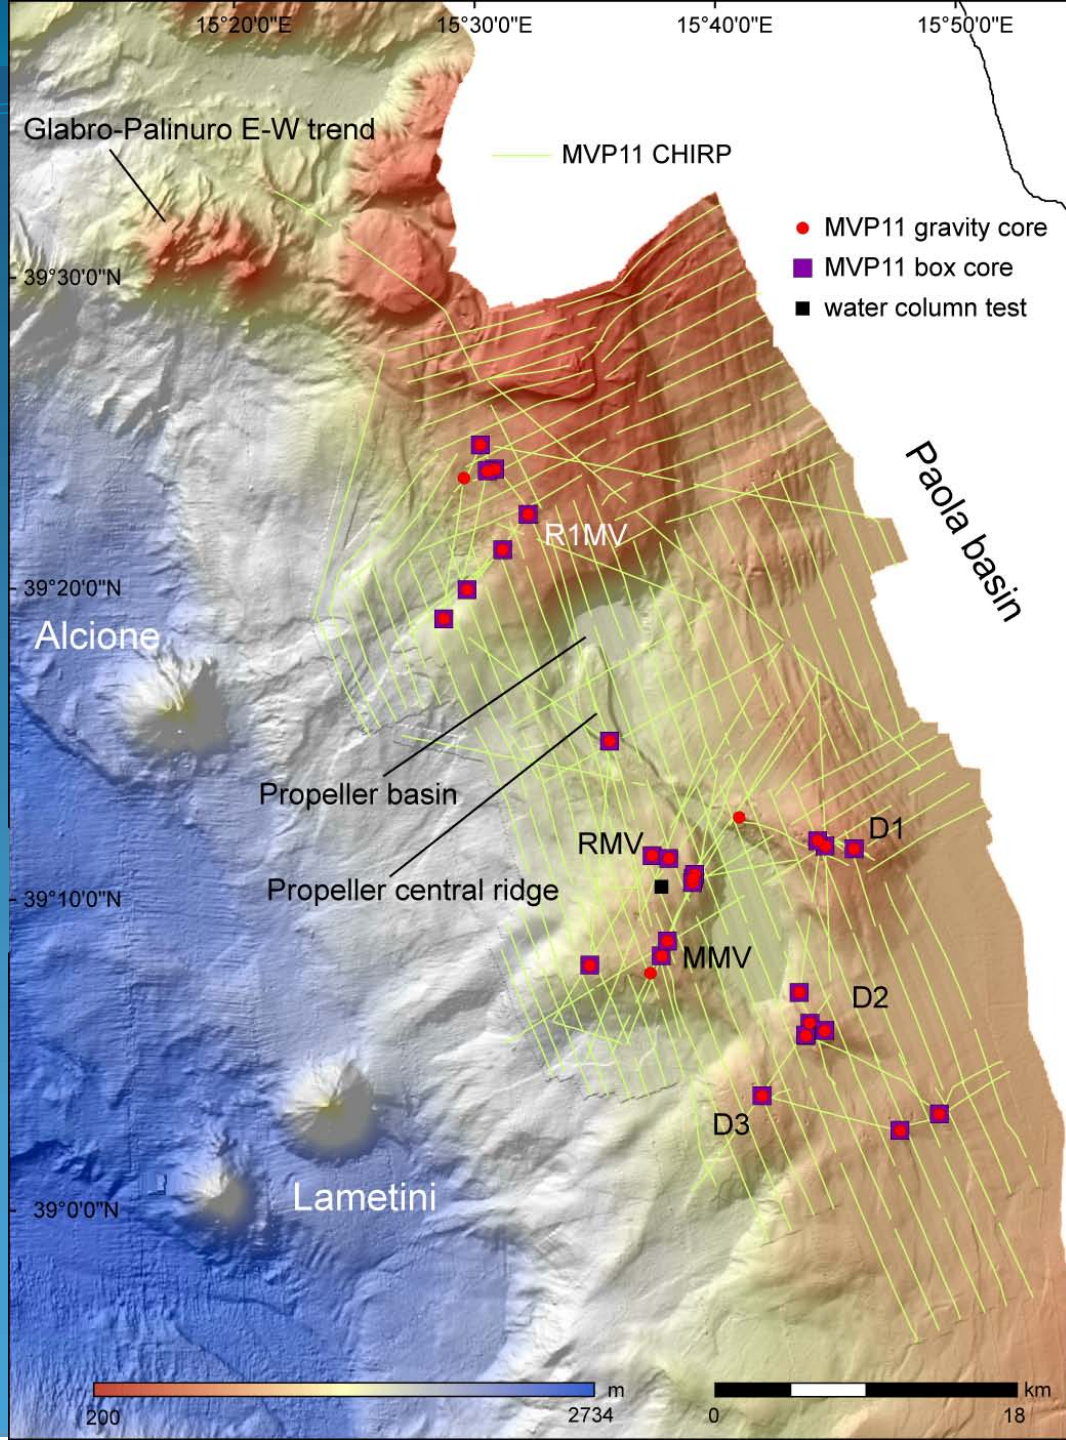 15°20'0"E
15°30'0"E
15°40'0"E
15°50'0"E
Glabro-Palinuro E-W trend
MVP11 CHIRP
MVP11 gravity core
MVP11 box core
water column test
39°30'0"N
Paola basin
R1MV
39°20'0"N
Alcione
Propeller basin
D1
RMV
Propeller central ridge
39°10'0"N
MMV
D2
D3
Lametini
39°0'0"N
m
km
200
2734
0
18